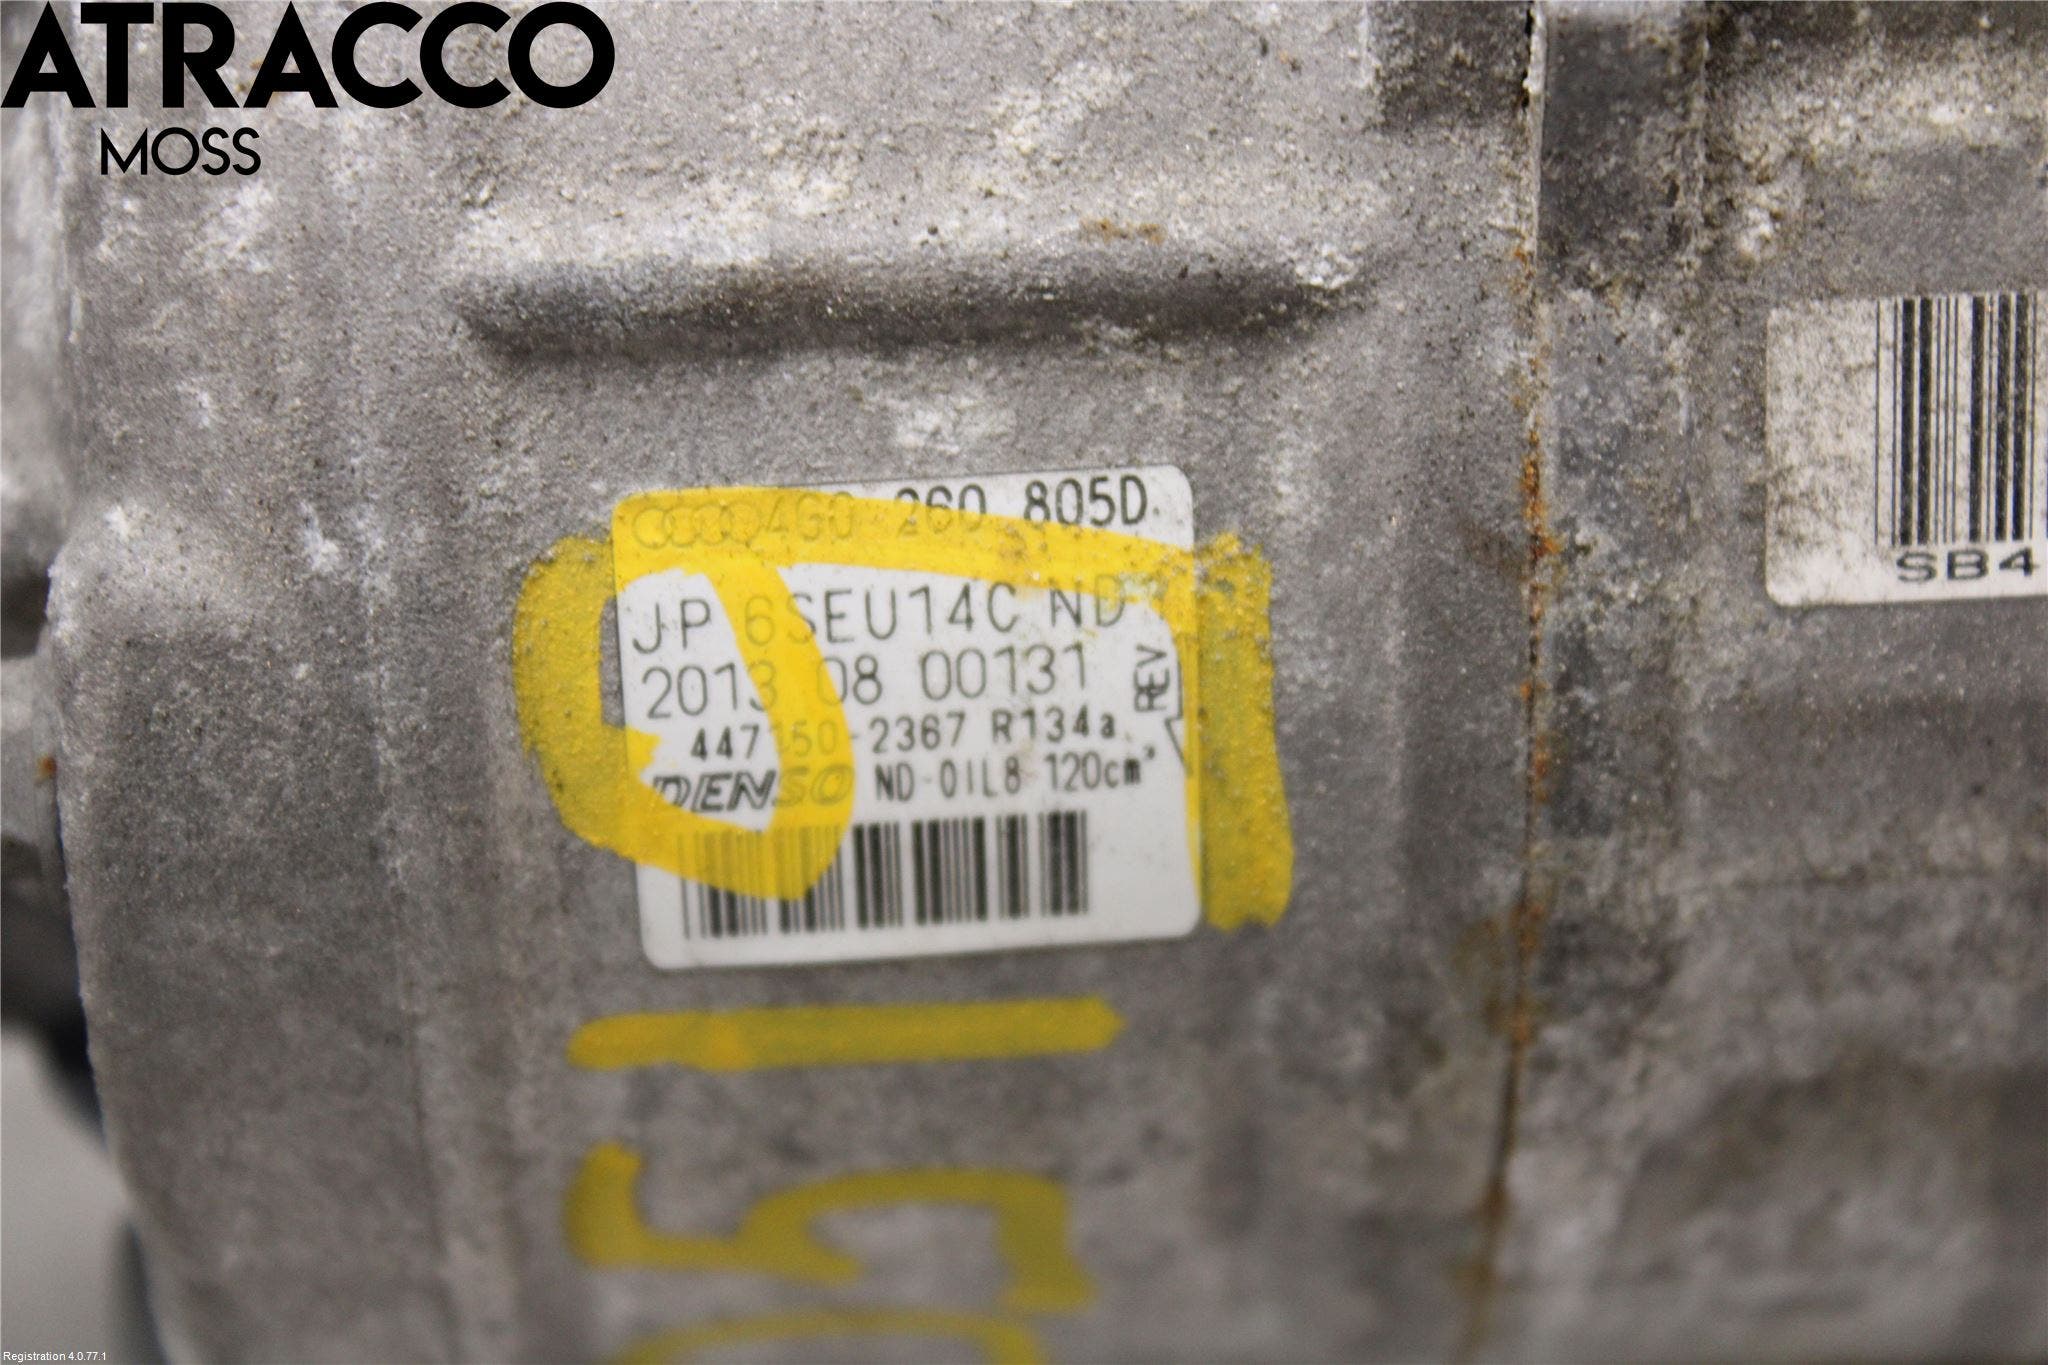 ATRACCO
MOSS
4G0 260 805D
JP 6SEU14C ND
2013 08 00131
447150-2367 R134a
REV
DENSO ND-OIL8 120cm³
SB4
Registration 4.0.77.1